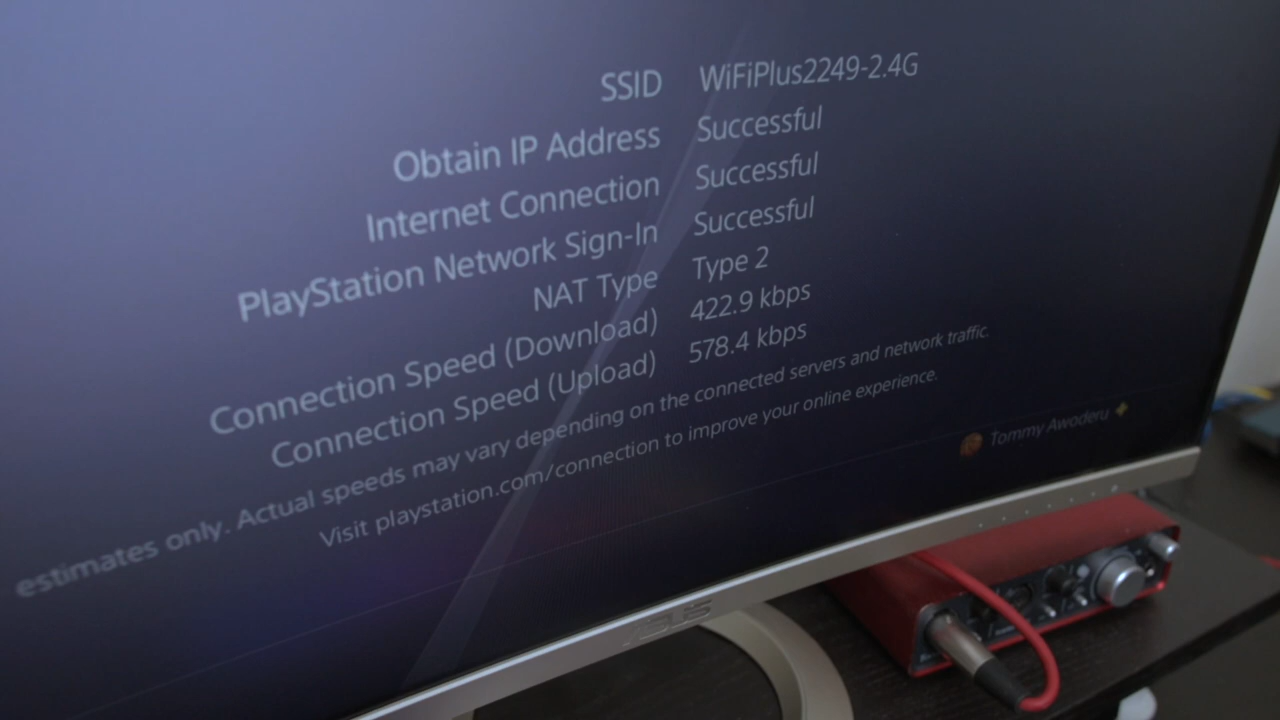 SSID WiFiPlus2249-2.4G
Obtain IP Address Successful
Internet Connection Successful
PlayStation Network Sign-In Successful
NAT Type Type 2
Connection Speed (Download) 422.9 kbps
Connection Speed (Upload) 578.4 kbps
estimates only. Actual speeds may vary depending on the connected servers and network traffic.
Visit playstation.com/connection to improve your online experience.
Tommy Awoderu
ASUS